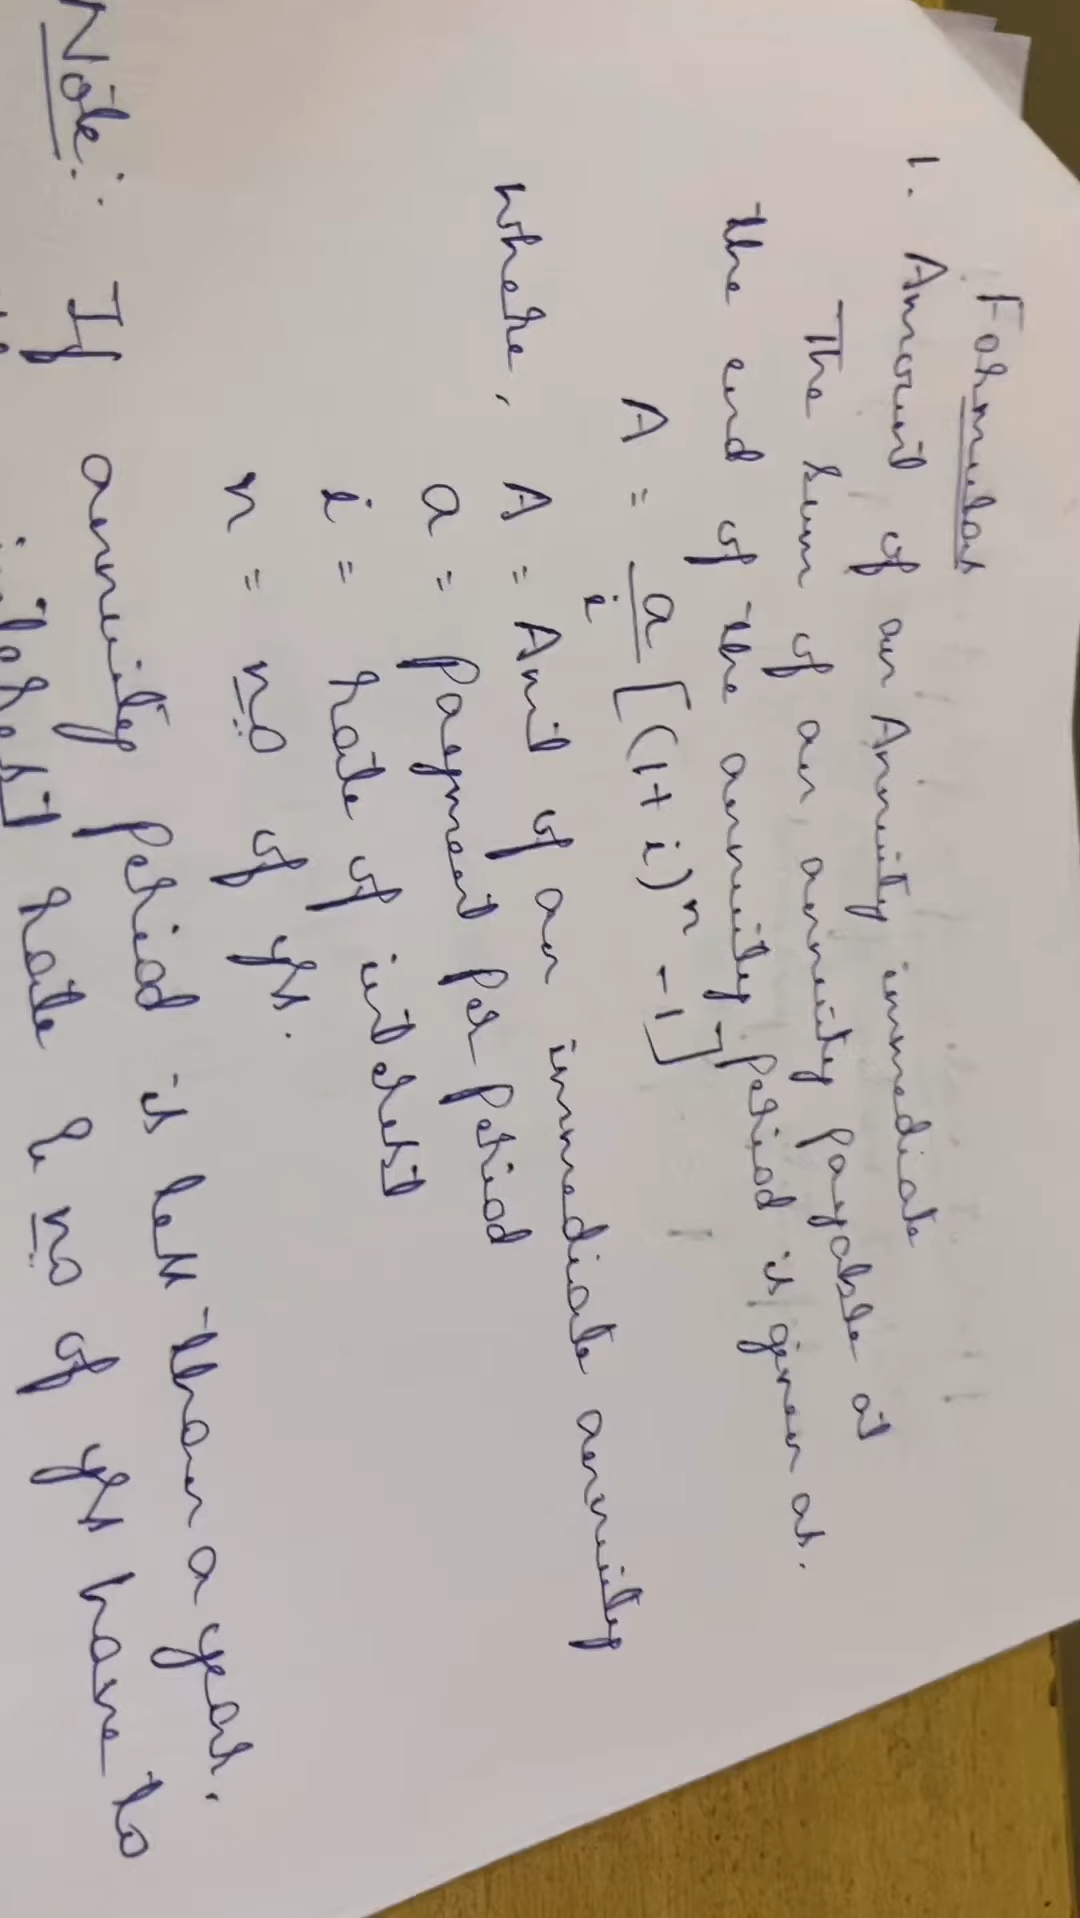 Formulas
1. Amount of an Annuity immediate
The sum of an, annuity payable at
the end of the annuity period is given as.
A = a/i [(1+i)^n -1]
where, A = Amt of an immediate annuity
a = Payment per period
i = rate of interest
n = no of yrs.
Note:- If annuity period is less than a year,
interest rate & no of yrs have to